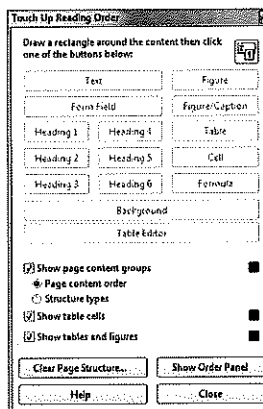 Touch Up Reading Order
Draw a rectangle around the content then click
one of the buttons below:
Text Figure
Form Field Figure/Caption
Heading 1 Heading 4 Table
Heading 2 Heading 5 Cell
Heading 3 Heading 6 Formula
Background
Table Editor
Show page content groups
Page content order
Structure types
Show table cells
Show tables and figures
Clear Page Structure... Show Order Panel
Help Close